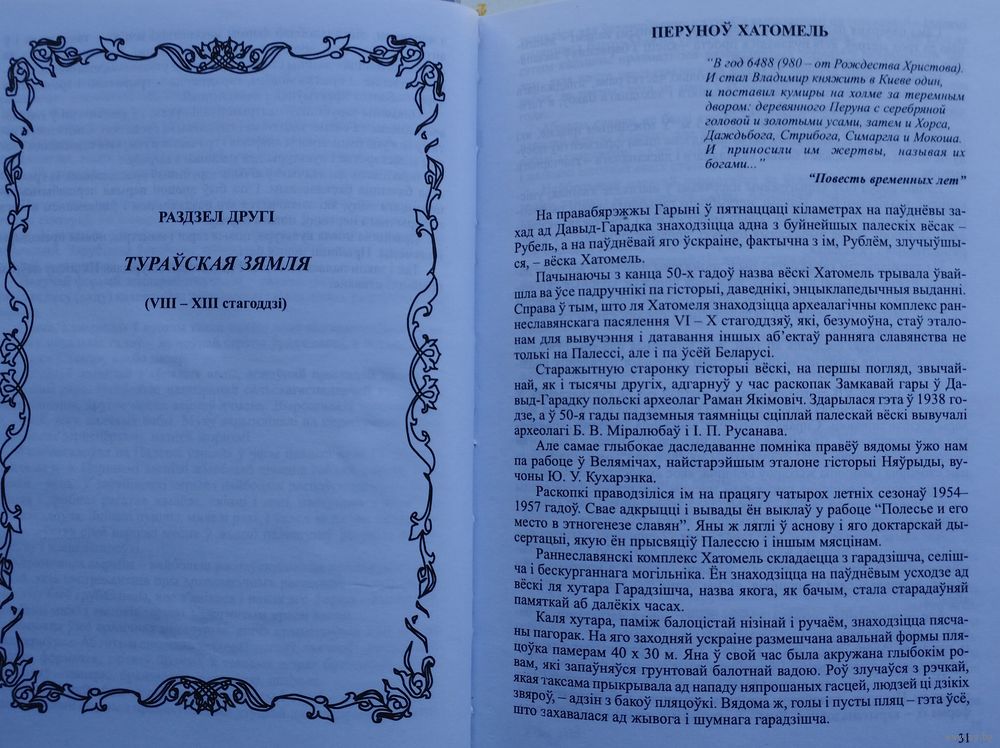 РАЗДЗЕЛ ДРУГІ
ТУРАЎСКАЯ ЗЯМЛЯ
(VIII – XIII стагоддзі)
ПЕРУНОЎ ХАТОМЕЛЬ
“В год 6488 (980 – от Рождества Христова).
И стал Владимир княжить в Киеве один,
и поставил кумиры на холме за теремным
двором: деревянного Перуна с серебряной
головой и золотыми усами, затем и Хорса,
Даждьбога, Стрибога, Симаргла и Мокоша.
И приносили им жертвы, называя их
богами...”
“Повесть временных лет”
На правабярэжжы Гарыні ў пятнаццаці кіламетрах на паўднёвы за-
хад ад Давыд-Гарадка знаходзіцца адна з буйнейшых палескіх вёсак –
Рубель, а на паўднёвай яго ўскраіне, фактычна з ім, Рублём, злучыўшы-
ся, – вёска Хатомель.
Пачынаючы з канца 50-х гадоў назва вёскі Хатомель трывала ўвай-
шла ва ўсе падручнікі па гісторыі, даведнікі, энцыклапедычныя выданні.
Справа ў тым, што ля Хатомеля знаходзіцца археалагічны комплекс ран-
неславянскага пасялення VI – X стагоддзяў, які, безумоўна, стаў этало-
нам для вывучэння і датавання іншых аб’ектаў ранняга славянства не
толькі на Палессі, але і па ўсёй Беларусі.
Старажытную старонку гісторыі вёскі, на першы погляд, звычай-
най, як і тысячы другіх, адгарнуў у час раскопак Замкавай гары ў Да-
выд-Гарадку польскі археолаг Раман Якімовіч. Здарылася гэта ў 1938 го-
дзе, а ў 50-я гады падземныя таямніцы сціплай палескай вёскі вывучалі
археолагі Б. В. Міралюбаў і І. П. Русанава.
Але самае глыбокае даследаванне помніка правёў вядомы ўжо нам
па рабоце ў Велямічах, найстарэйшым эталоне гісторыі Няўрыды, ву-
чоны Ю. У. Кухарэнка.
Раскопкі праводзіліся ім на працягу чатырох летніх сезонаў 1954–
1957 гадоў. Свае адкрыцці і вывады ён выклаў у рабоце “Полесье и его
место в этногенезе славян”. Яны ж ляглі ў аснову і яго доктарскай ды-
сертацыі, якую ён прысвяціў Палессю і іншым мясцінам.
Раннеславянскі комплекс Хатомель складаецца з гарадзішча, селіш-
ча і бескурганнага могільніка. Ён знаходзіцца на паўднёвым усходзе ад
вёскі ля хутара Гарадзішча, назва якога, як бачым, стала старадаўняй
памяткай аб далёкіх часах.
Каля хутара, паміж балоцістай нізінай і ручаём, знаходзіцца пясча-
ны пагорак. На яго заходняй ускраіне размешчана авальнай формы пля-
цоўка памерам 40 х 30 м. Яна ў свой час была акружана глыбокім ро-
вам, які запаўняўся грунтовай балотнай вадою. Роў злучаўся з рэчкай,
якая таксама прыкрывала ад нападу няпрошаных гасцей, людзей ці дзікіх
звяроў, – адзін з бакоў пляцоўкі. Вядома ж, голы і пусты пляц – гэта ўсё,
што захавалася ад жывога і шумнага гарадзішча.
31